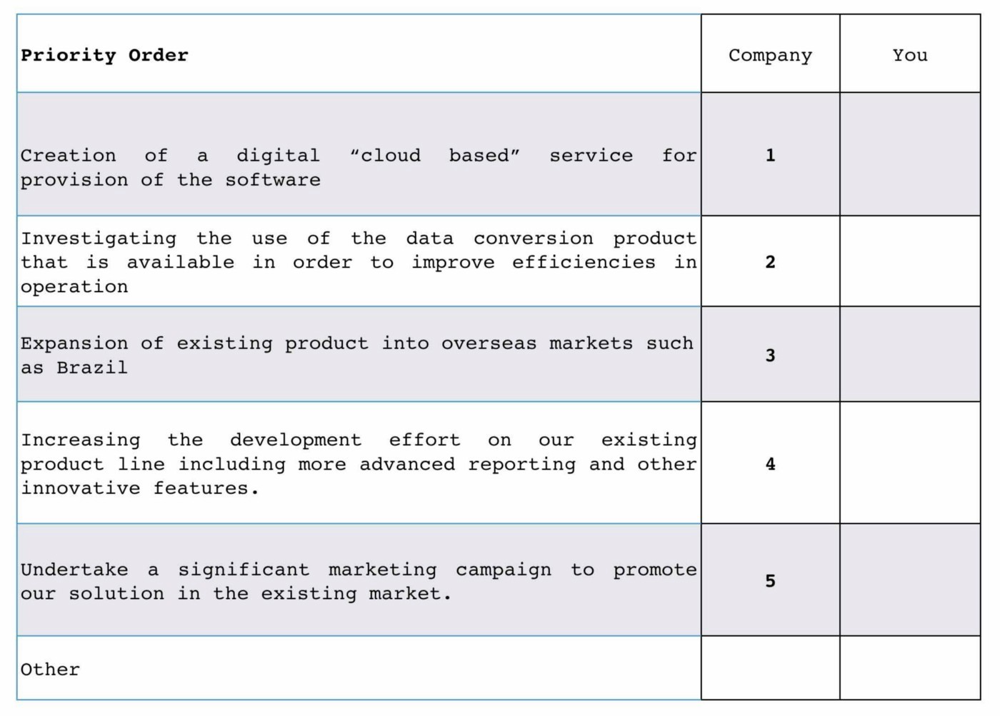 Priority Order
Company
You
Creation of a digital “cloud based” service for
provision of the software
1
Investigating the use of the data conversion product
that is available in order to improve efficiencies in
operation
2
Expansion of existing product into overseas markets such
as Brazil
3
Increasing the development effort on our existing
product line including more advanced reporting and other
innovative features.
4
Undertake a significant marketing campaign to promote
our solution in the existing market.
5
Other